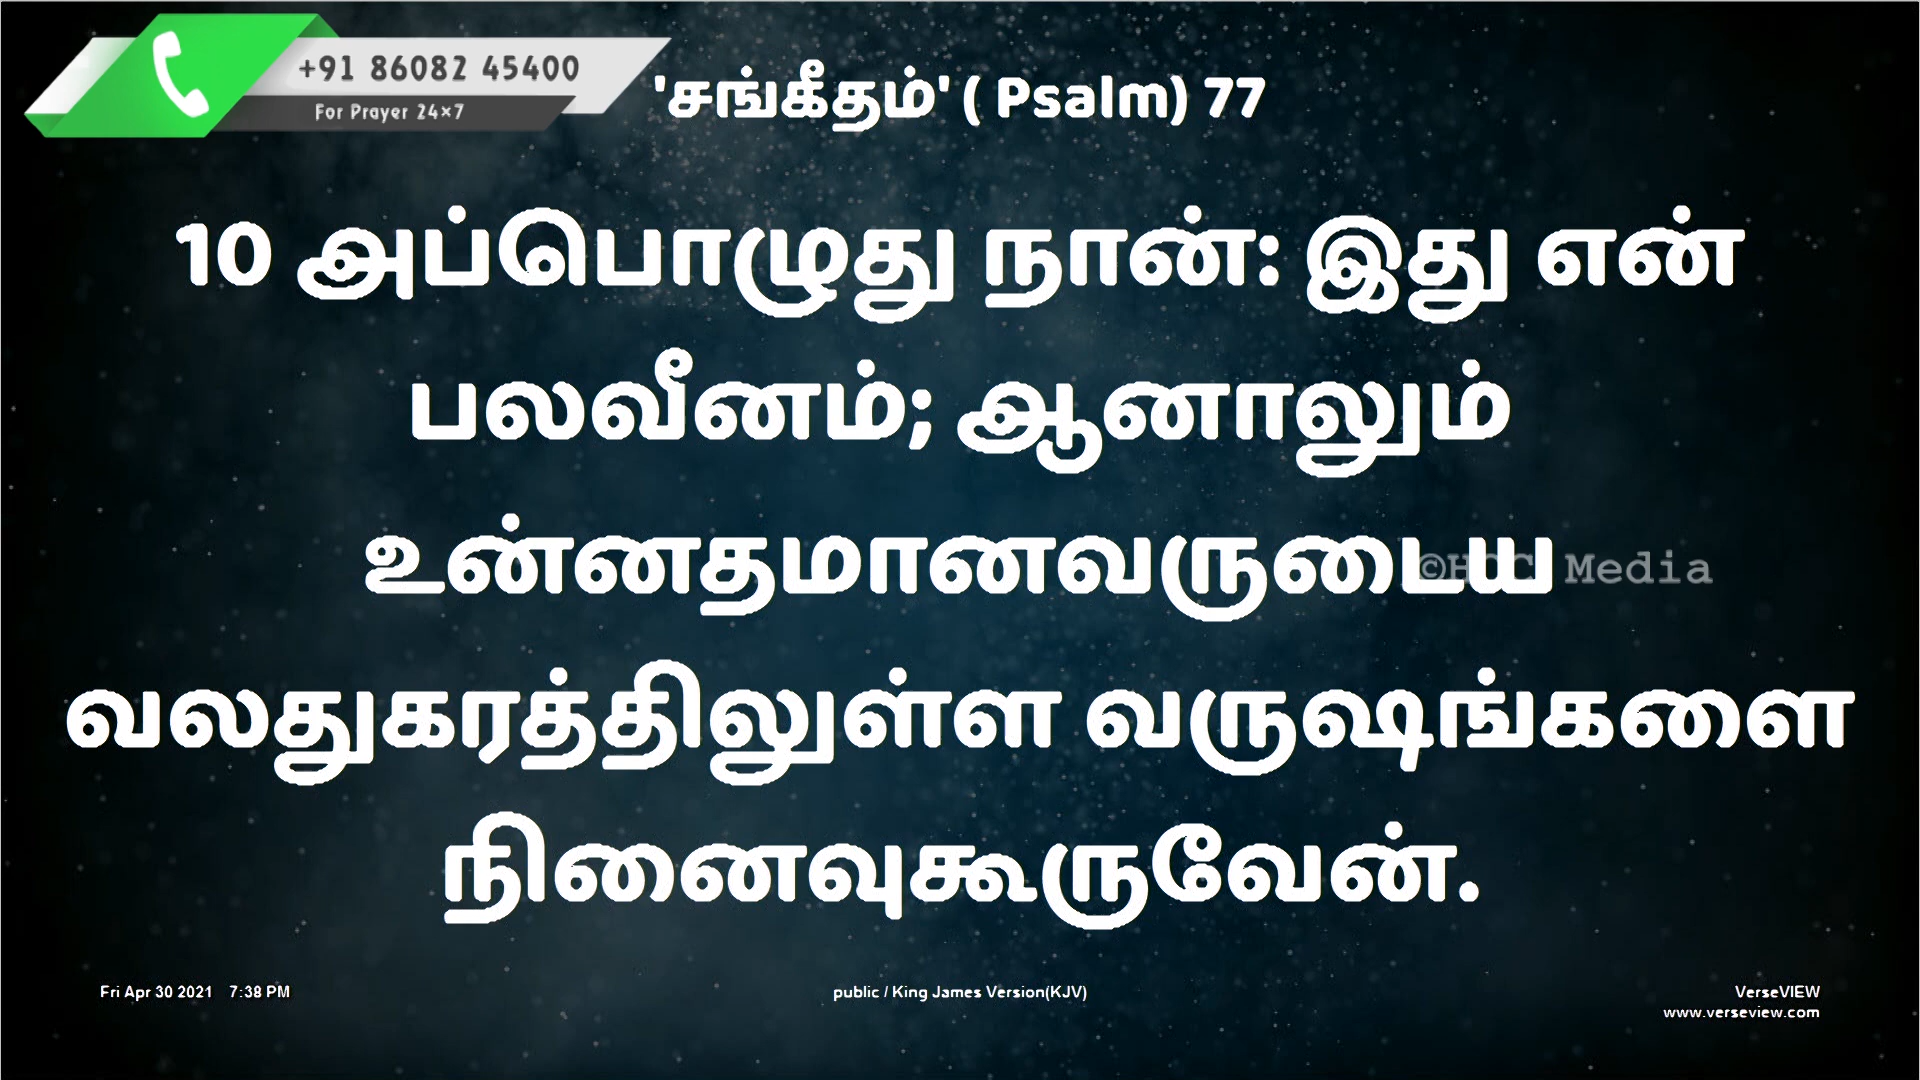 +91 86082 45400
For Prayer 24×7
'சங்கீதம்' ( Psalm) 77
10 அப்பொழுது நான்: இது என்
பலவீனம்; ஆனாலும்
உன்னதமானவருடைய
©HCC Media
வலதுகரத்திலுள்ள வருஷங்களை
நினைவுகூருவேன்.
Fri Apr 30 2021 7:38 PM
public / King James Version(KJV)
VerseVIEW
www.verseview.com